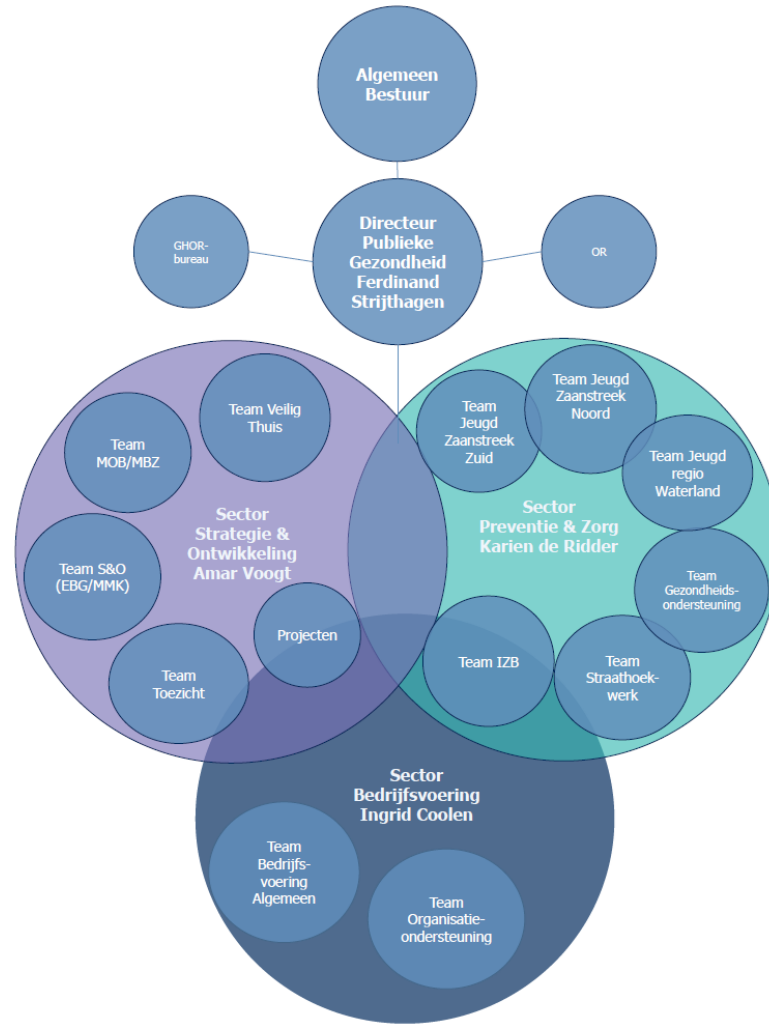 Algemeen
Bestuur
Directeur
Publieke
Gezondheid
Ferdinand
Strijthagen
GHOR-
bureau
OR
Team Veilig
Thuis
Team
MOB/MBZ
Sector
Strategie &
Ontwikkeling
Amar Voogt
Team S&O
(EBG/MMK)
Projecten
Team
Toezicht
Team
Jeugd
Zaanstreek
Zuid
Team Jeugd
Zaanstreek
Noord
Team Jeugd
regio
Waterland
Sector
Preventie & Zorg
Karien de Ridder
Team
Gezondheids-
ondersteuning
Team IZB
Team
Straathoek-
werk
Sector
Bedrijfsvoering
Ingrid Coolen
Team
Bedrijfs-
voering
Algemeen
Team
Organisatie-
ondersteuning